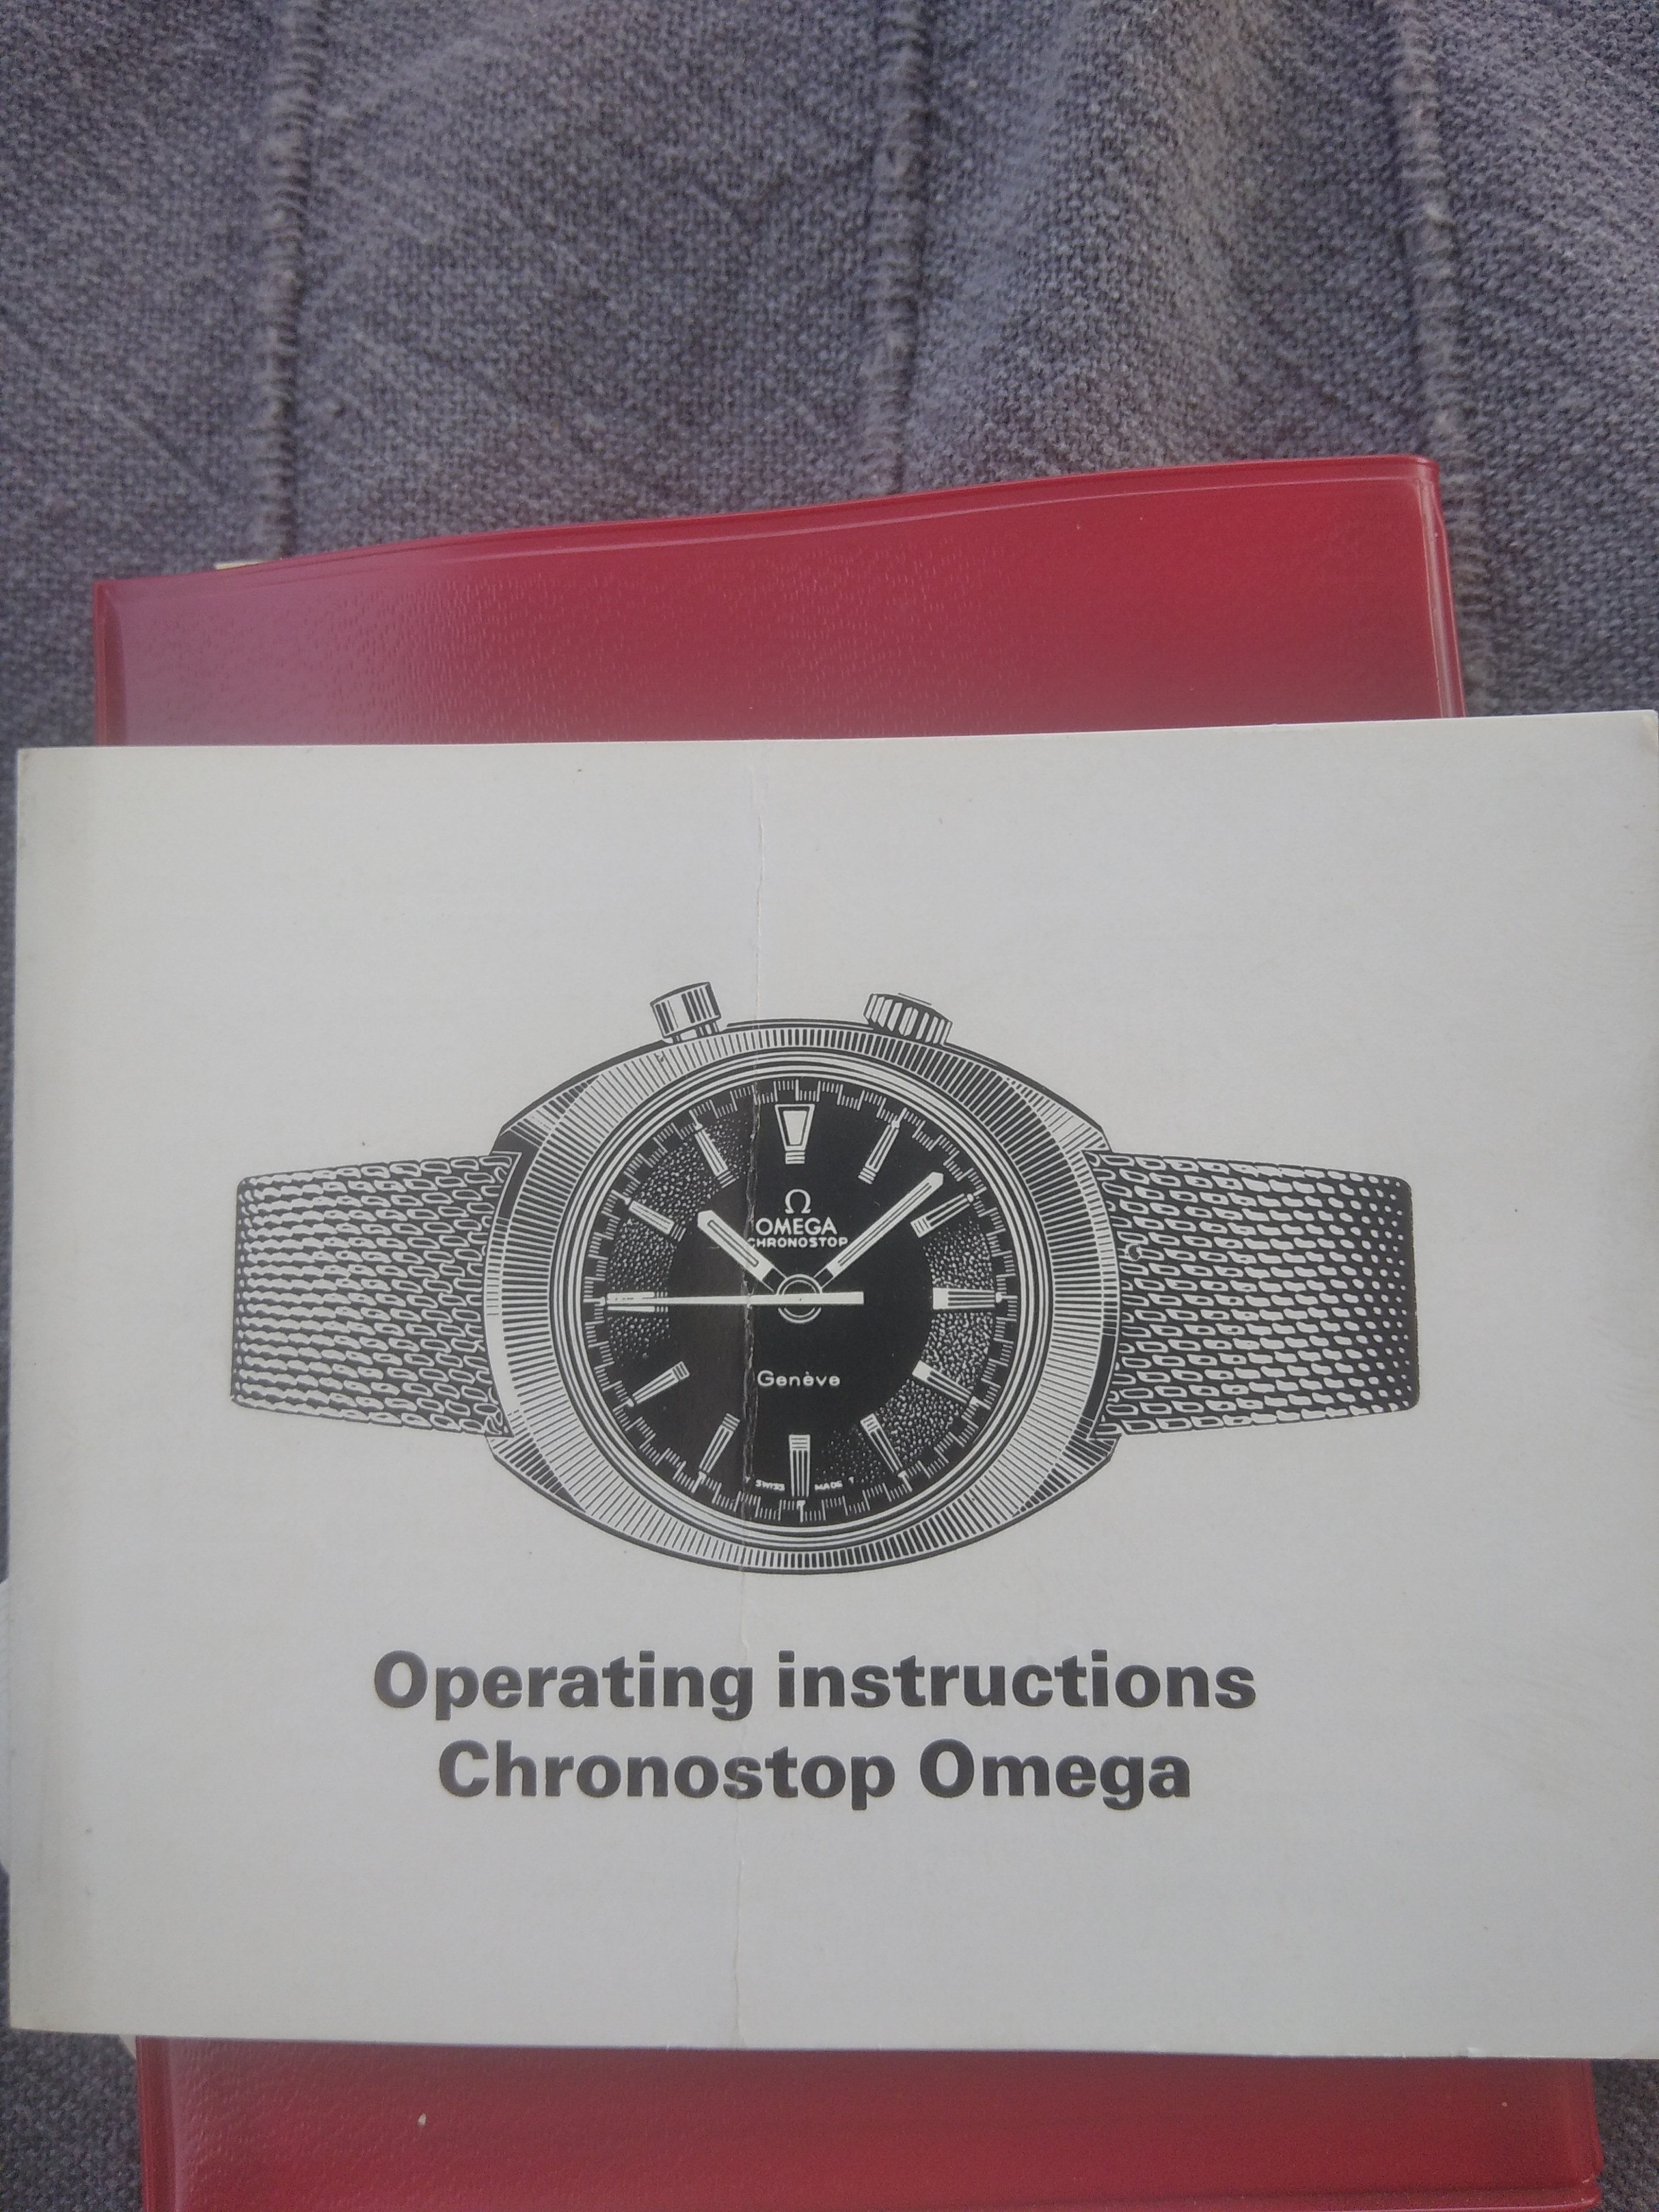 Ω
OMEGA
CHRONOSTOP
Genève
T SWISS MADE T
Operating instructions
Chronostop Omega